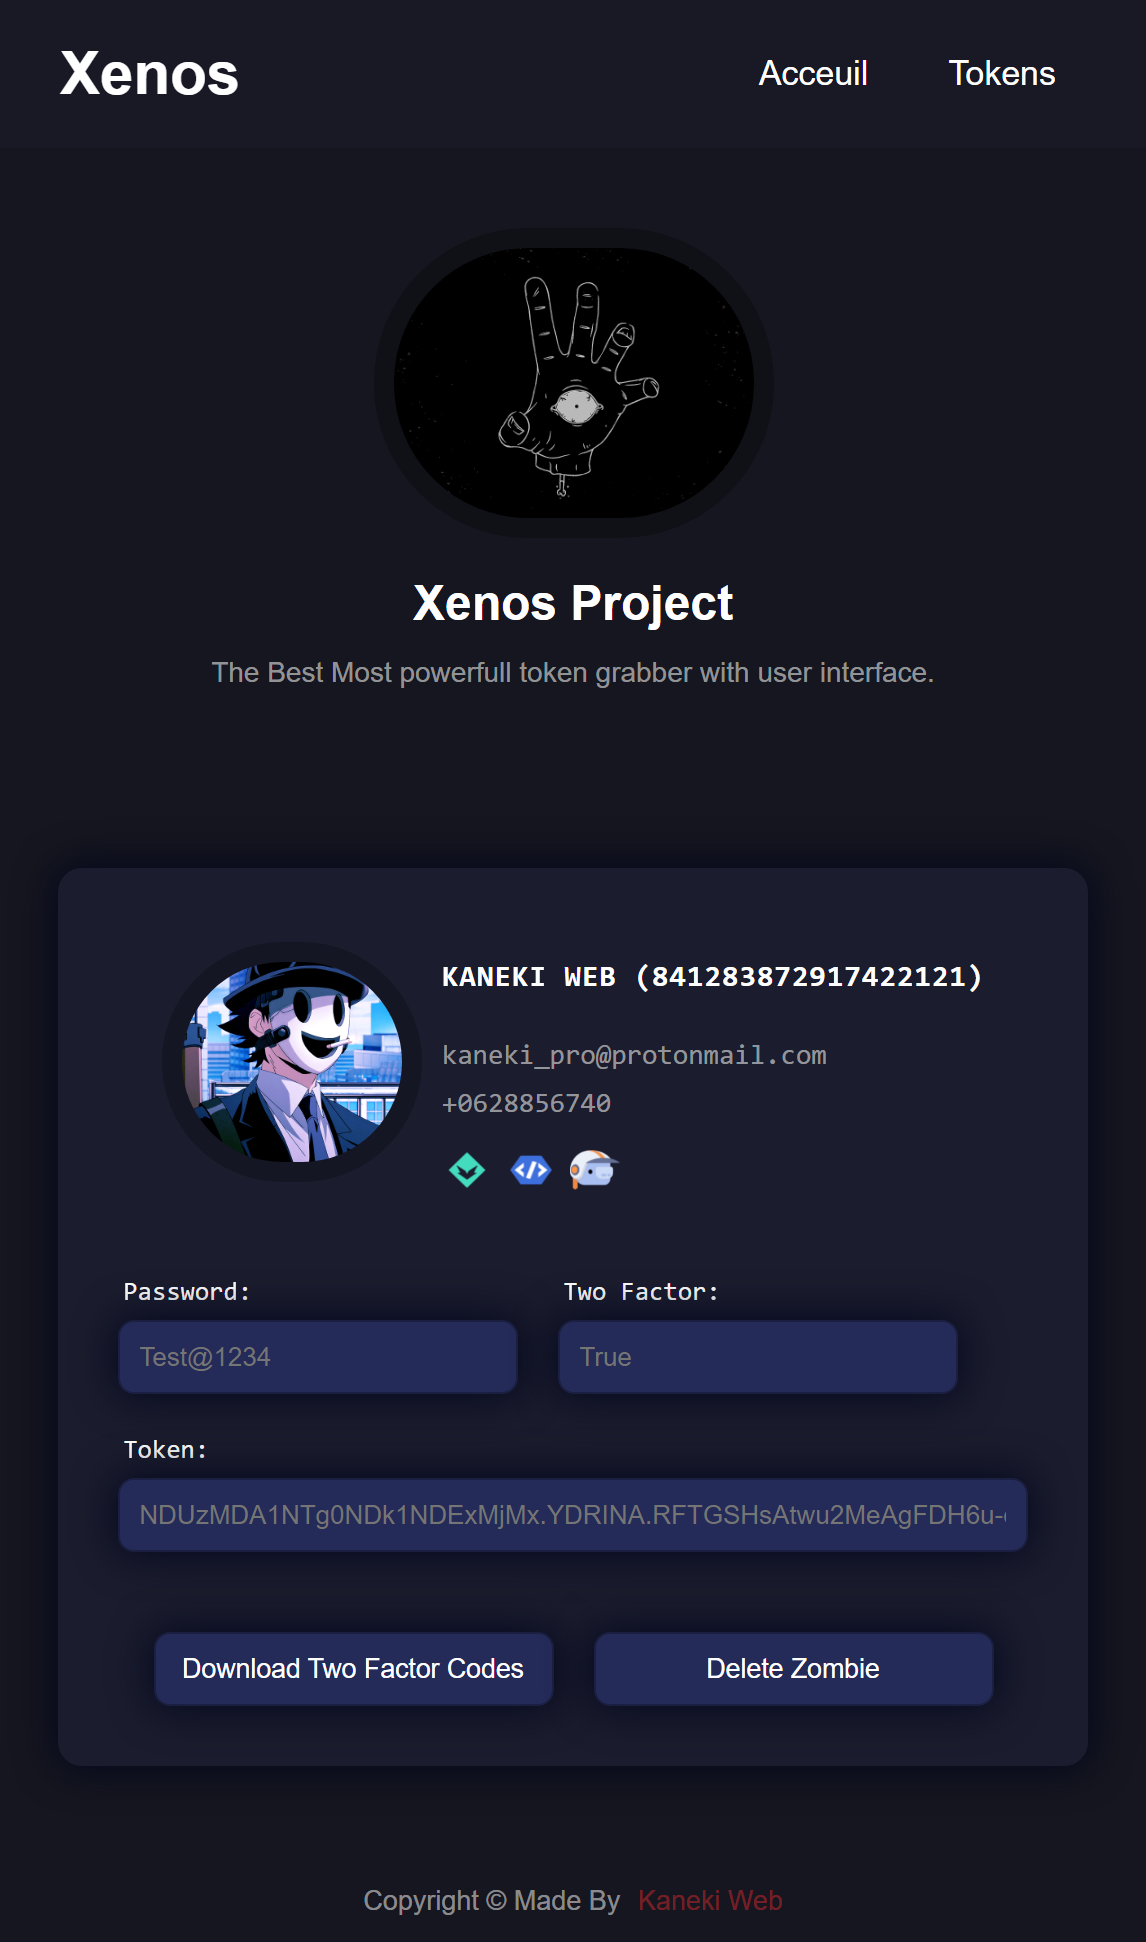 Xenos
Acceuil
Tokens
Xenos Project
The Best Most powerfull token grabber with user interface.
KANEKI WEB (841283872917422121)
kaneki_pro@protonmail.com
+0628856740
Password:
Two Factor:
Test@1234
True
Token:
NDUzMDA1NTg0NDk1NDExMjMx.YDRINA.RFTGSHsAtwu2MeAgFDH6u-
Download Two Factor Codes
Delete Zombie
Copyright © Made By Kaneki Web